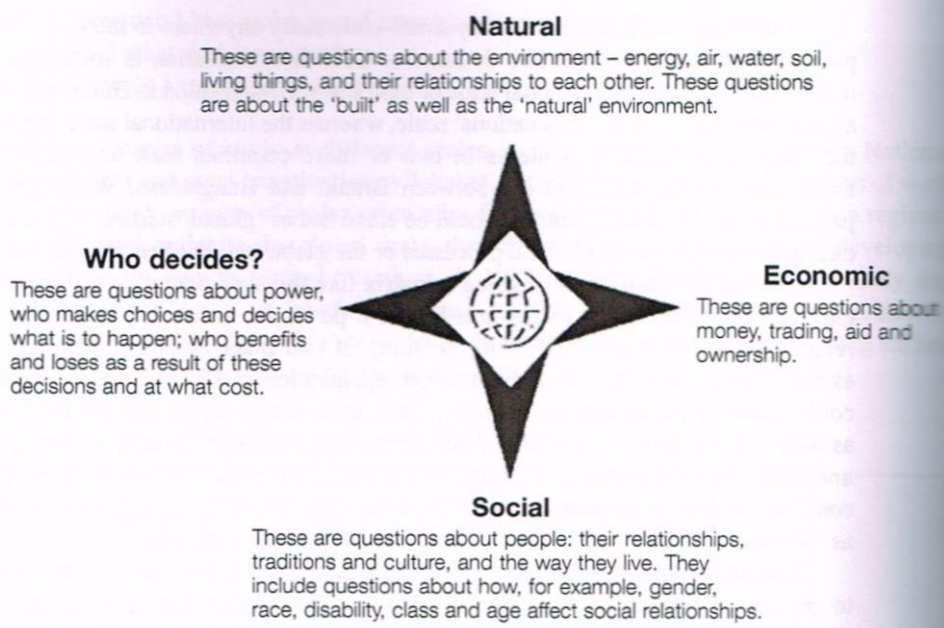 Natural
These are questions about the environment – energy, air, water, soil,
living things, and their relationships to each other. These questions
are about the 'built' as well as the 'natural' environment.
Who decides?
These are questions about power,
who makes choices and decides
what is to happen; who benefits
and loses as a result of these
decisions and at what cost.
Economic
These are questions about
money, trading, aid and
ownership.
Social
These are questions about people: their relationships,
traditions and culture, and the way they live. They
include questions about how, for example, gender,
race, disability, class and age affect social relationships.